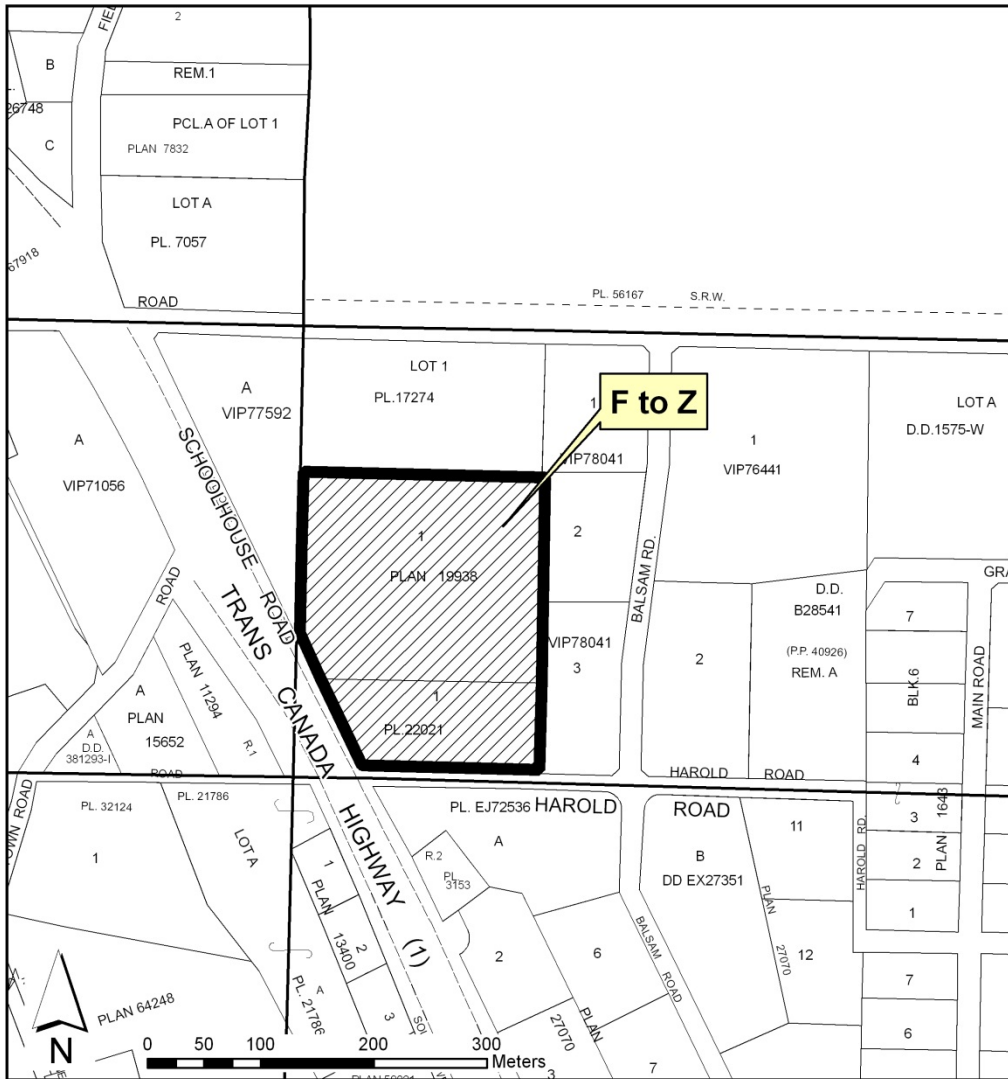 FIEL
2
B
REM.1
26748
PCL.A OF LOT 1
C
PLAN 7832
LOT A
PL. 7057
67918
ROAD
PL. 56167 S.R.W.
LOT 1
A
PL.17274
VIP77592
1
F to Z
LOT A
D.D.1575-W
A
1
VIP76441
VIP71056
VIP78041
SCHOOLHOUSE ROAD
1
PLAN 19938
2
BALSAM RD.
ROAD
TRANS CANADA HIGHWAY (1)
GRA
D.D.
B28541
7
(P.P. 40926)
REM. A
VIP78041
3
2
BLK.6
MAIN ROAD
PLAN 11294
A
PLAN
15652
1
PL.22021
A
D.D.
381293-I
R.1
4
ROAD
HAROLD ROAD
OWN ROAD
PL. 32124
PL. 21786
PL. EJ72536
HAROLD ROAD
11
3
PLAN 1643
HAROLD RD.
1
LOT A
1
PLAN
13400
R.2
PL.
3153
A
B
DD EX27351
2
PLAN
27070
1
2
2
6
BALSAM ROAD
12
7
PLAN 64248
A
PL. 21786
3
27070
PLAN
6
N
0 50 100 200 300
Meters
3
7